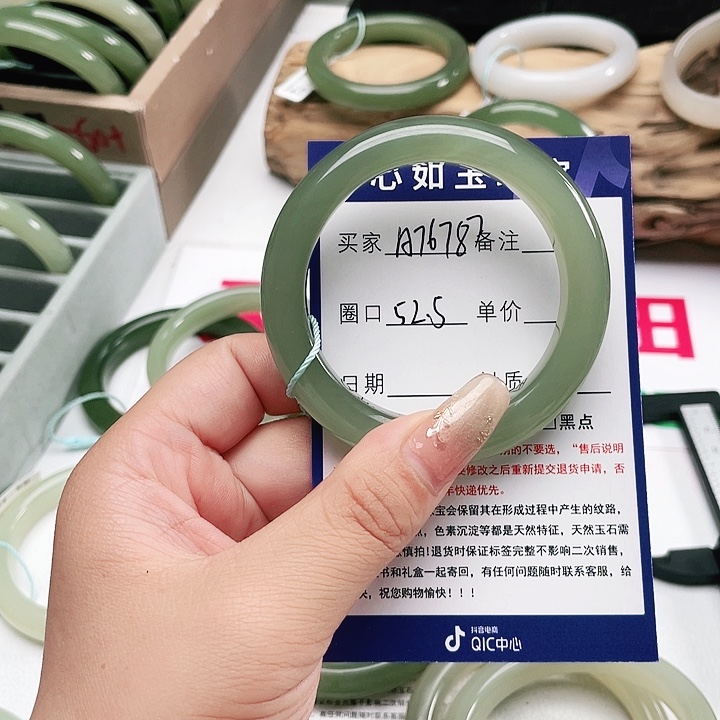 心如玉
买家 A76787 备注
圈口 52.5 单价
日期
黑点
的不要选，“售后说明
修改之后重新提交退货申请，否
快递优先。
宝会保留其在形成过程中产生的纹路，
点，色素沉淀等都是天然特征，天然玉石需
慎拍！退货时保证标签完整不影响二次销售，
书和礼盒一起寄回，有任何问题随时联系客服，给
决，祝您购物愉快！！！
抖音电商
QIC中心